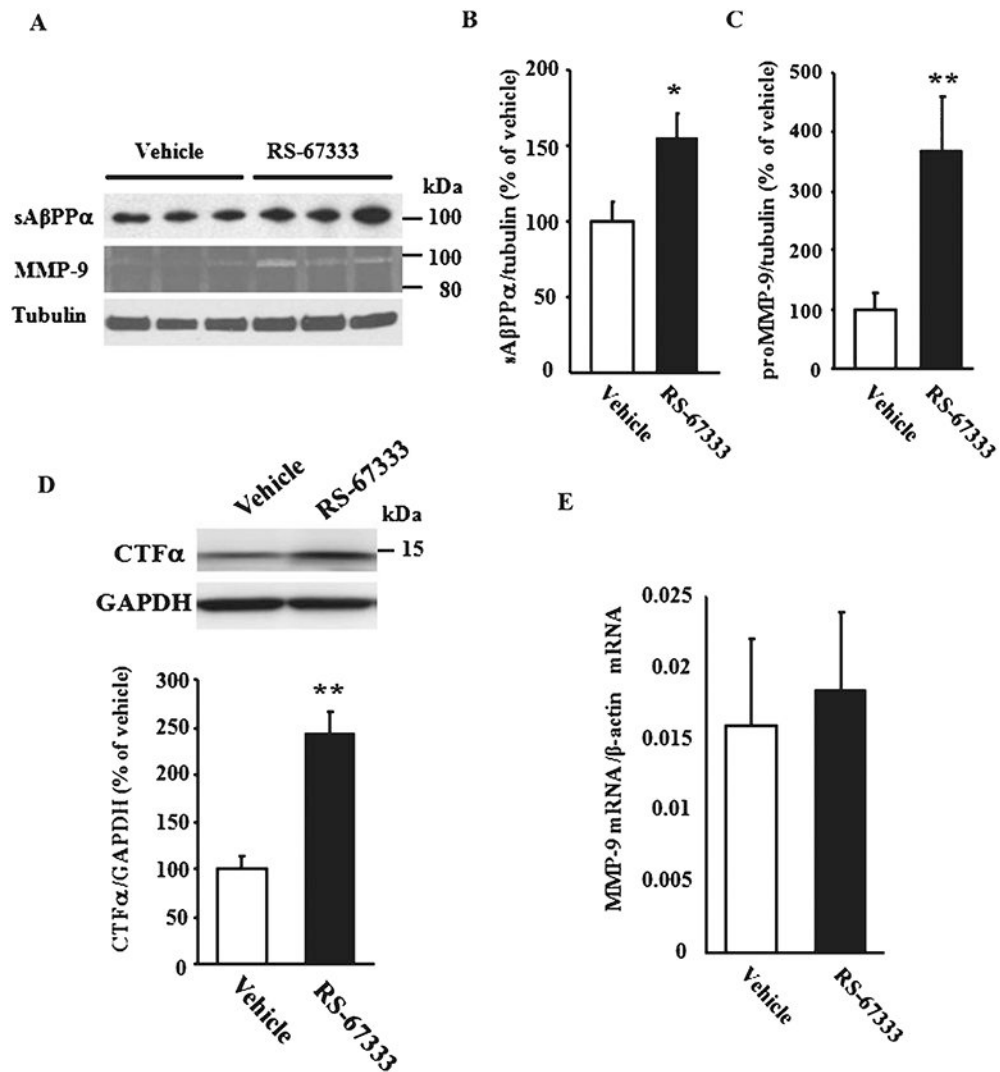 A
Vehicle RS-67333
kDa
sAβPPα 100
MMP-9 100
80
Tubulin
B
sAβPPα/tubulin (% of vehicle)
200
150
100
50
0
*
Vehicle RS-67333
C
proMMP-9/tubulin (% of vehicle)
500
400
300
200
100
0
**
Vehicle RS-67333
D
Vehicle RS-67333
kDa
CTFα 15
GAPDH
CTFα/GAPDH (% of vehicle)
300
250
200
150
100
50
0
**
Vehicle RS-67333
E
MMP-9 mRNA/β-actin mRNA
0.025
0.02
0.015
0.01
0.005
0
Vehicle RS-67333